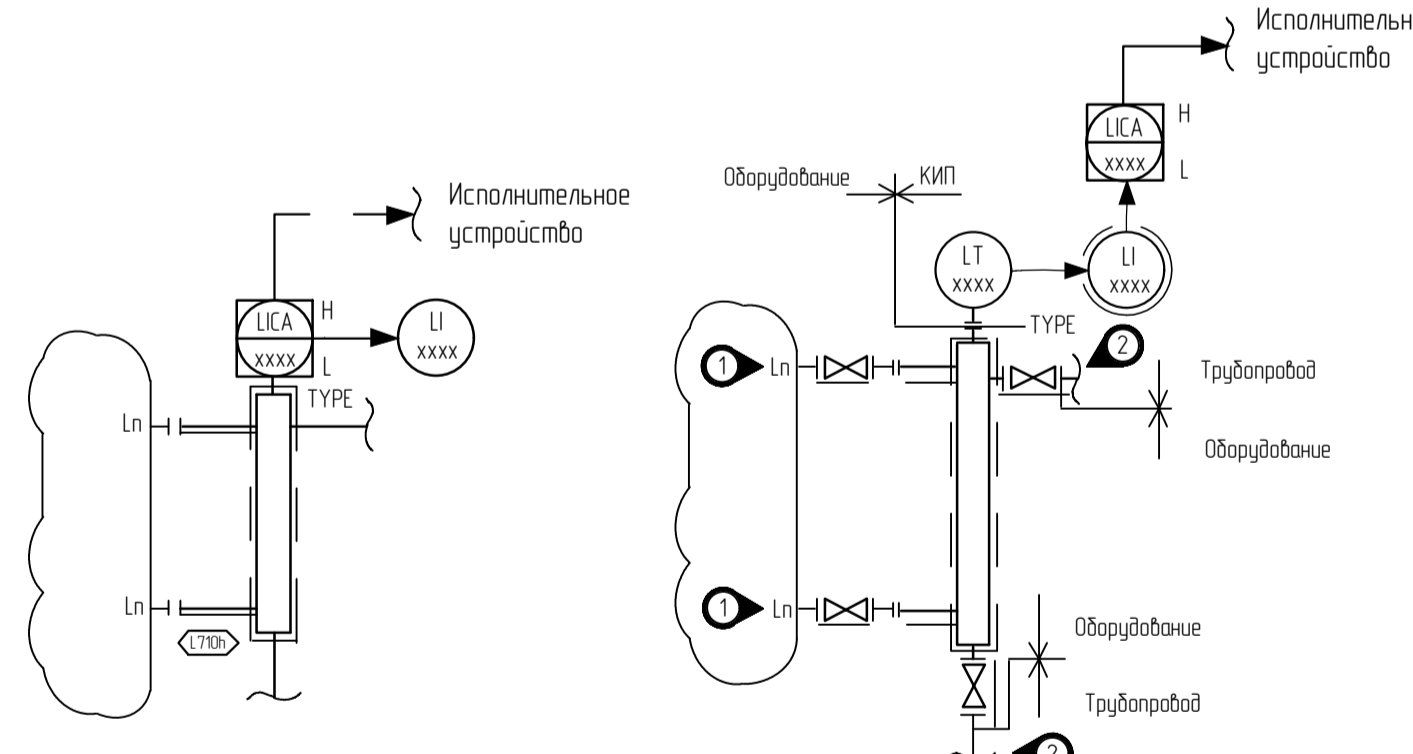 Исполнительное
устройство
LICA
XXXX
H
L
LI
XXXX
TYPE
Ln
Ln
L710h
Исполнительн
устройство
LICA
XXXX
H
L
Оборудование
КИП
LT
XXXX
LI
XXXX
TYPE
1
Ln
2
Трубопровод
Оборудование
1
Ln
Оборудование
Трубопровод
2